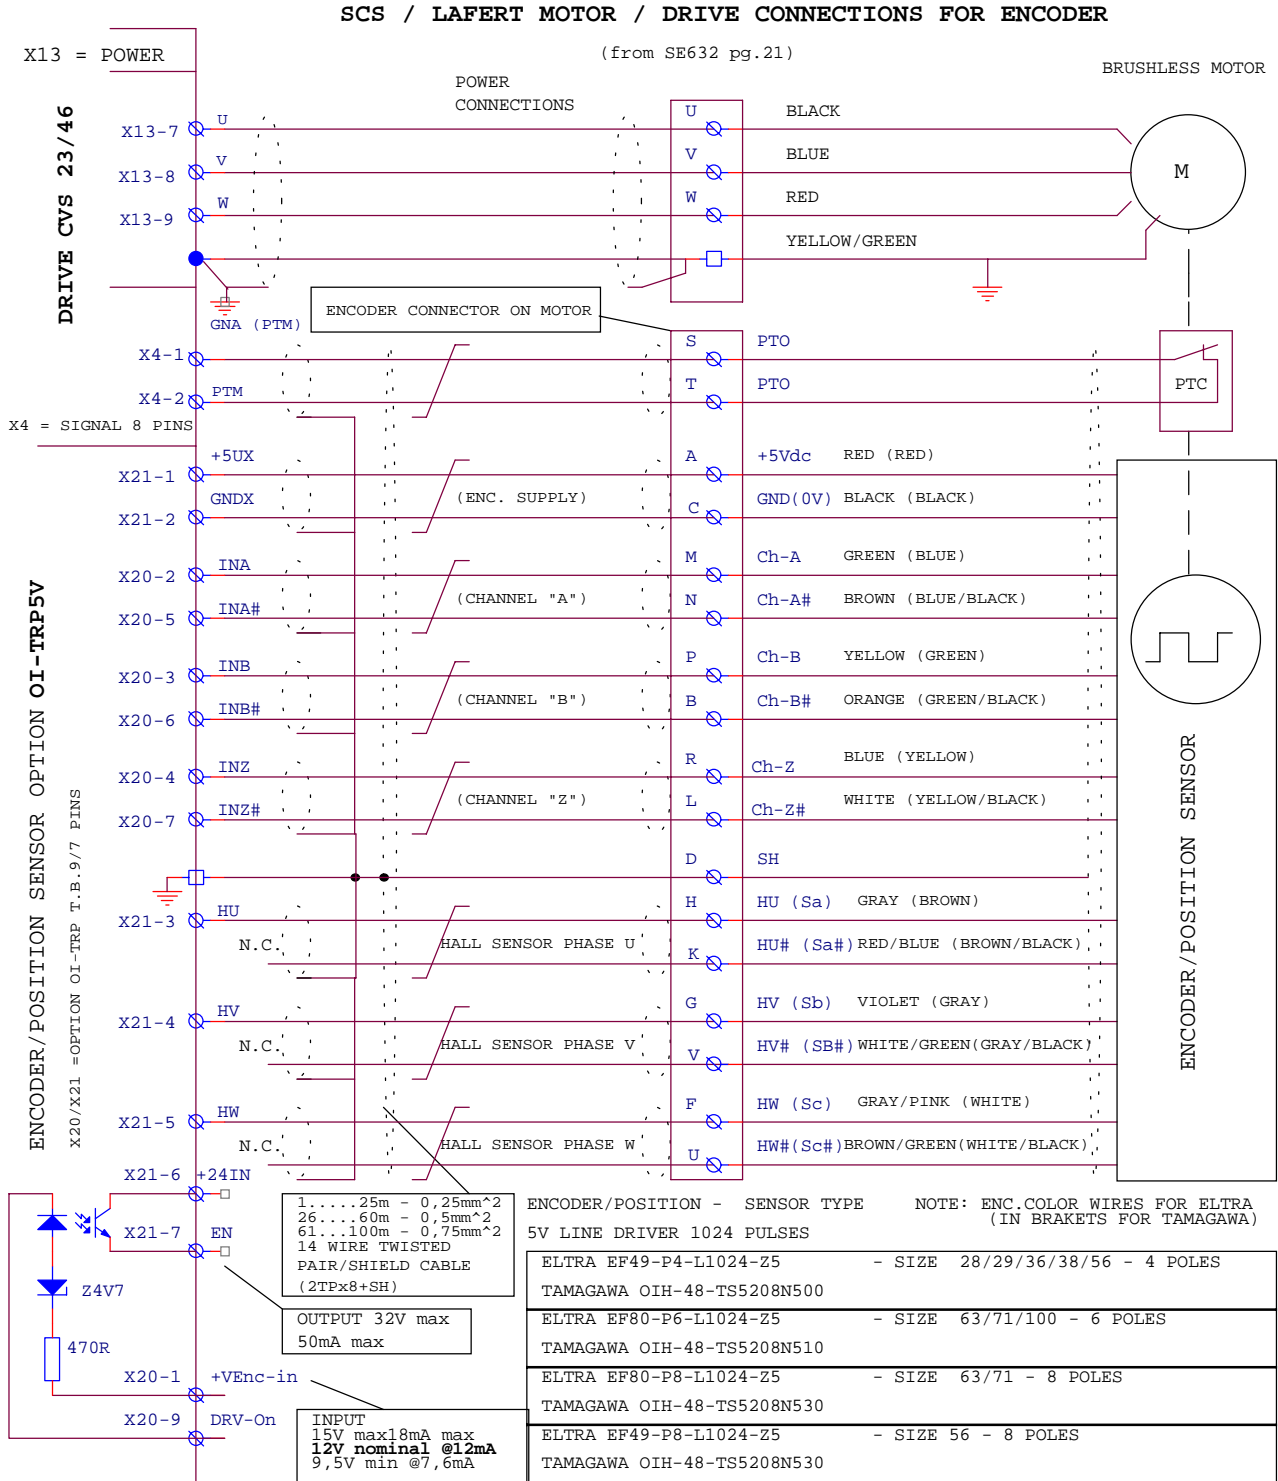 SCS / LAFERT MOTOR / DRIVE CONNECTIONS FOR ENCODER
(from SE632 pg.21)
X13 = POWER
BRUSHLESS MOTOR
POWER
CONNECTIONS
DRIVE CVS 23/46
X13-7 U U BLACK
X13-8 V V BLUE
M
X13-9 W W RED
YELLOW/GREEN
GNA (PTM)
ENCODER CONNECTOR ON MOTOR
X4-1 S PTO
X4-2 PTM T PTO
PTC
X4 = SIGNAL 8 PINS
X21-1 +5UX A +5Vdc RED (RED)
X21-2 GNDX (ENC. SUPPLY) C GND(0V) BLACK (BLACK)
X20-2 INA M Ch-A GREEN (BLUE)
X20-5 INA# (CHANNEL "A") N Ch-A# BROWN (BLUE/BLACK)
X20-3 INB P Ch-B YELLOW (GREEN)
X20-6 INB# (CHANNEL "B") B Ch-B# ORANGE (GREEN/BLACK)
X20-4 INZ R Ch-Z BLUE (YELLOW)
X20-7 INZ# (CHANNEL "Z") L Ch-Z# WHITE (YELLOW/BLACK)
D SH
X21-3 HU H HU (Sa) GRAY (BROWN)
N.C. HALL SENSOR PHASE U K HU# (Sa#) RED/BLUE (BROWN/BLACK)
X21-4 HV G HV (Sb) VIOLET (GRAY)
N.C. HALL SENSOR PHASE V V HV# (SB#) WHITE/GREEN(GRAY/BLACK)
X21-5 HW F HW (Sc) GRAY/PINK (WHITE)
N.C. HALL SENSOR PHASE W U HW#(Sc#) BROWN/GREEN(WHITE/BLACK)
ENCODER/POSITION SENSOR OPTION OI-TRP5V
X20/X21 =OPTION OI-TRP T.B.9/7 PINS
ENCODER/POSITION SENSOR
X21-6 +24IN
X21-7 EN
Z4V7
470R
X20-1 +VEnc-in
X20-9 DRV-On
1.....25m - 0,25mm^2
26....60m - 0,5mm^2
61...100m - 0,75mm^2
14 WIRE TWISTED
PAIR/SHIELD CABLE
(2TPx8+SH)
OUTPUT 32V max
50mA max
INPUT
15V max18mA max
12V nominal @12mA
9,5V min @7,6mA
ENCODER/POSITION - SENSOR TYPE
5V LINE DRIVER 1024 PULSES
NOTE: ENC.COLOR WIRES FOR ELTRA
(IN BRAKETS FOR TAMAGAWA)
ELTRA EF49-P4-L1024-Z5 - SIZE 28/29/36/38/56 - 4 POLES
TAMAGAWA OIH-48-TS5208N500
ELTRA EF80-P6-L1024-Z5 - SIZE 63/71/100 - 6 POLES
TAMAGAWA OIH-48-TS5208N510
ELTRA EF80-P8-L1024-Z5 - SIZE 63/71 - 8 POLES
TAMAGAWA OIH-48-TS5208N530
ELTRA EF49-P8-L1024-Z5 - SIZE 56 - 8 POLES
TAMAGAWA OIH-48-TS5208N530